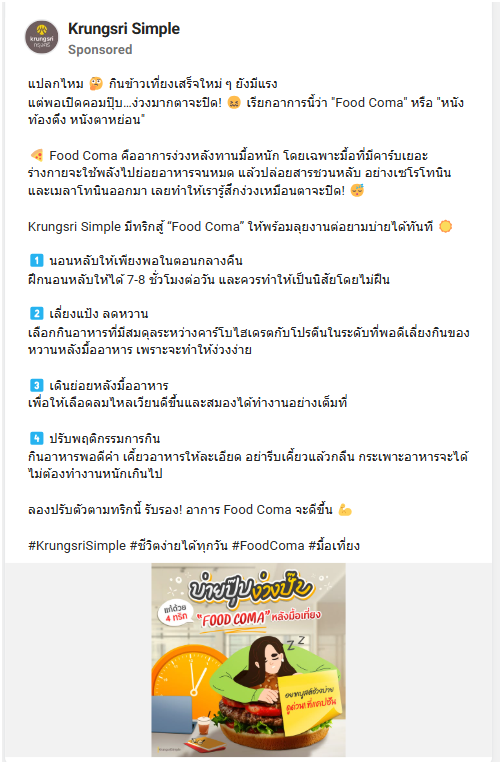 krungsri
กรุงศรี
Krungsri Simple
Sponsored
แปลกไหม 🤔 กินข้าวเที่ยงเสร็จใหม่ ๆ ยังมีแรง
แต่พอเปิดคอมปุ๊บ...ง่วงมากตาจะปิด! 😖 เรียกอาการนี้ว่า "Food Coma" หรือ "หนัง
ท้องตึง หนังตาหย่อน"
🍕 Food Coma คืออาการง่วงหลังทานมื้อหนัก โดยเฉพาะมื้อที่มีคาร์บเยอะ
ร่างกายจะใช้พลังไปย่อยอาหารจนหมด แล้วปล่อยสารชวนหลับ อย่างเซโรโทนิน
และเมลาโทนินออกมา เลยทำให้เรารู้สึกง่วงเหมือนตาจะปิด! 😴
Krungsri Simple มีทริกสู้ “Food Coma” ให้พร้อมลุยงานต่อยามบ่ายได้ทันที 🌞
1️⃣ นอนหลับให้เพียงพอในตอนกลางคืน
ฝึกนอนหลับให้ได้ 7-8 ชั่วโมงต่อวัน และควรทำให้เป็นนิสัยโดยไม่ฝืน
2️⃣ เลี่ยงแป้ง ลดหวาน
เลือกกินอาหารที่มีสมดุลระหว่างคาร์โบไฮเดรตกับโปรตีนในระดับที่พอดีเลี่ยงกินของ
หวานหลังมื้ออาหาร เพราะจะทำให้ง่วงง่าย
3️⃣ เดินย่อยหลังมื้ออาหาร
เพื่อให้เลือดลมไหลเวียนดีขึ้นและสมองได้ทำงานอย่างเต็มที่
4️⃣ ปรับพฤติกรรมการกิน
กินอาหารพอดีคำ เคี้ยวอาหารให้ละเอียด อย่ารีบเคี้ยวแล้วกลืน กระเพาะอาหารจะได้
ไม่ต้องทำงานหนักเกินไป
ลองปรับตัวตามทริกนี้ รับรอง! อาการ Food Coma จะดีขึ้น 💪
#KrungsriSimple #ชีวิตง่ายได้ทุกวัน #FoodComa #มื้อเที่ยง
บ่ายปุ๊บง่วงปั๊บ
แก้ด้วย
4 ทริก
"FOOD COMA" หลังมื้อเที่ยง
Z Z
อยากบูสต์ช่วงบ่าย
ดูด่วน! ที่แคปชัน
Krungsri Simple